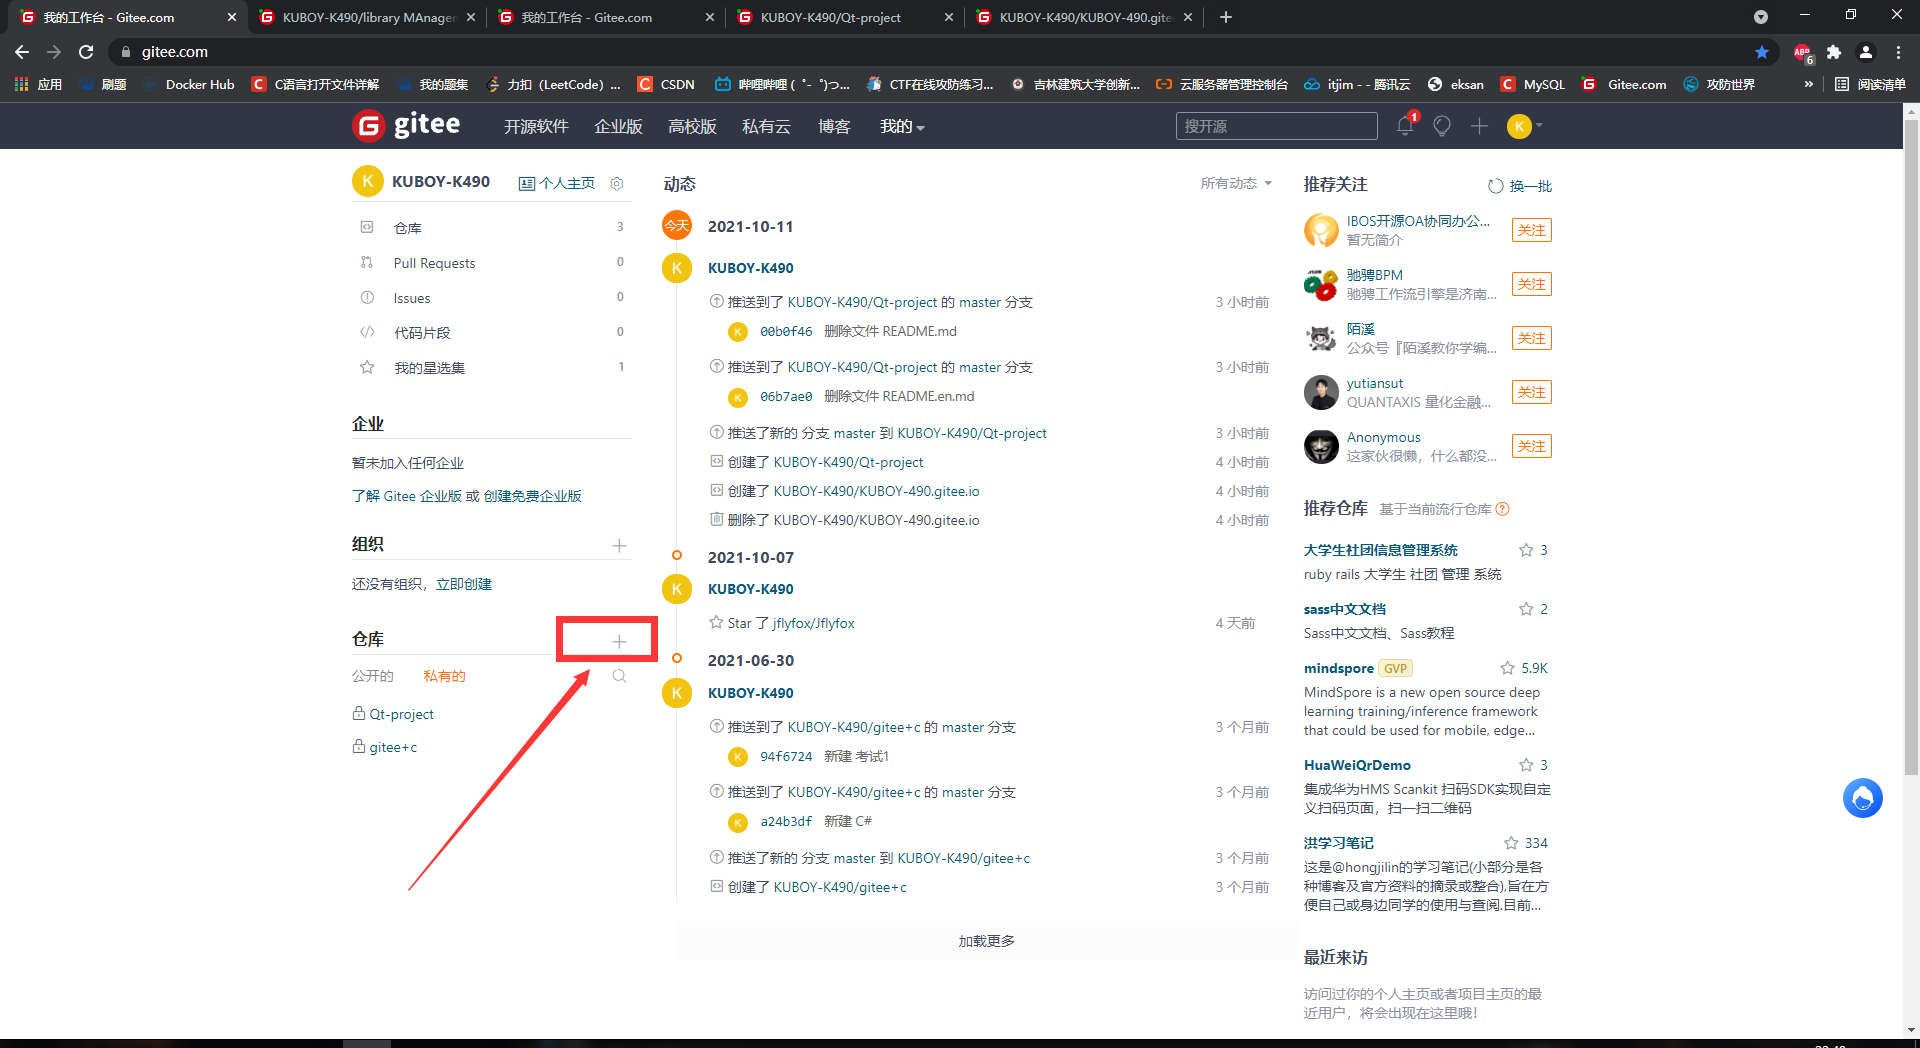 我的工作台 - Gitee.com
KUBOY-K490/library MAnagem
我的工作台 - Gitee.com
KUBOY-K490/Qt-project
KUBOY-K490/KUBOY-490.gite
gitee.com
ABP
6
应用
刷题
Docker Hub
C语言打开文件详解
我的题集
力扣（LeetCode）...
CSDN
哔哩哔哩 (゜-゜)つ...
CTF在线攻防练习...
吉林建筑大学创新...
云服务器管理控制台
itjim - - 腾讯云
eksan
MySQL
Gitee.com
攻防世界
»
阅读清单
gitee
开源软件
企业版
高校版
私有云
博客
我的
搜开源
1
K
K
KUBOY-K490
个人主页
仓库 3
Pull Requests 0
Issues 0
代码片段 0
我的星选集 1
企业
暂未加入任何企业
了解 Gitee 企业版 或 创建免费企业版
组织
还没有组织，立即创建
仓库
公开的 私有的
Qt-project
gitee+c
动态
所有动态
今天
2021-10-11
K
KUBOY-K490
推送到了 KUBOY-K490/Qt-project 的 master 分支 3 小时前
K 00b0f46 删除文件 README.md
推送到了 KUBOY-K490/Qt-project 的 master 分支 3 小时前
K 06b7ae0 删除文件 README.en.md
推送了新的 分支 master 到 KUBOY-K490/Qt-project 3 小时前
创建了 KUBOY-K490/Qt-project 4 小时前
创建了 KUBOY-K490/KUBOY-490.gitee.io 4 小时前
删除了 KUBOY-K490/KUBOY-490.gitee.io 4 小时前
2021-10-07
K
KUBOY-K490
Star 了 jflyfox/Jflyfox 4 天前
2021-06-30
K
KUBOY-K490
推送到了 KUBOY-K490/gitee+c 的 master 分支 3 个月前
K 94f6724 新建 考试1
推送到了 KUBOY-K490/gitee+c 的 master 分支 3 个月前
K a24b3df 新建 C#
推送了新的 分支 master 到 KUBOY-K490/gitee+c 3 个月前
创建了 KUBOY-K490/gitee+c 3 个月前
加载更多
推荐关注
换一批
IBOS开源OA协同办公...
暂无简介
关注
驰骋BPM
驰骋工作流引擎是济南...
关注
陌溪
公众号『陌溪教你学编...
关注
yutiansut
QUANTAXIS 量化金融...
关注
Anonymous
这家伙很懒，什么都没...
关注
推荐仓库 基于当前流行仓库
大学生社团信息管理系统 3
ruby rails 大学生 社团 管理 系统
sass中文文档 2
Sass中文文档、Sass教程
mindspore GVP 5.9K
MindSpore is a new open source deep
learning training/inference framework
that could be used for mobile, edge...
HuaWeiQrDemo 3
集成华为HMS Scankit 扫码SDK实现自定
义扫码页面，扫一扫二维码
洪学习笔记 334
这是@hongjilin的学习笔记(小部分是各
种博客及官方资料的摘录或整合),旨在方
便自己或身边同学的使用与查阅.目前...
最近来访
访问过你的个人主页或者项目主页的最
近用户，将会出现在这里哦！